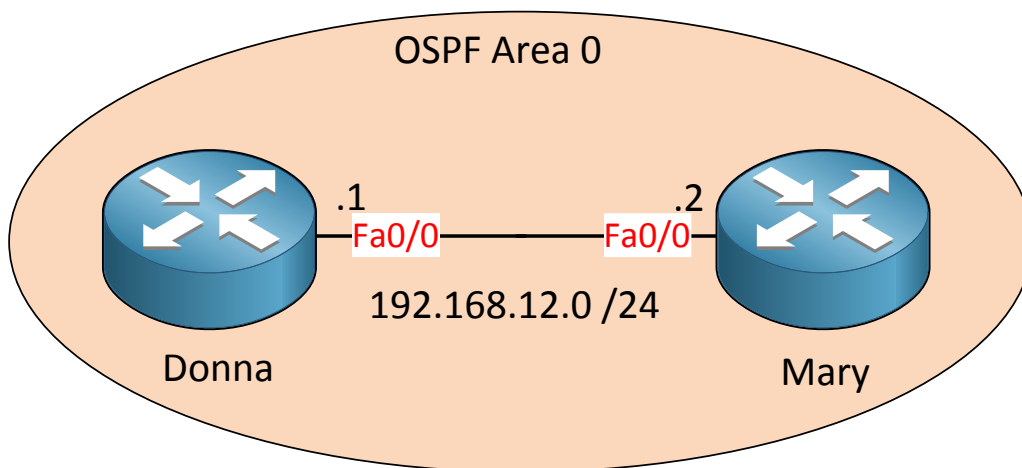 OSPF Area 0
.1
.2
Fa0/0
Fa0/0
192.168.12.0 /24
Donna
Mary